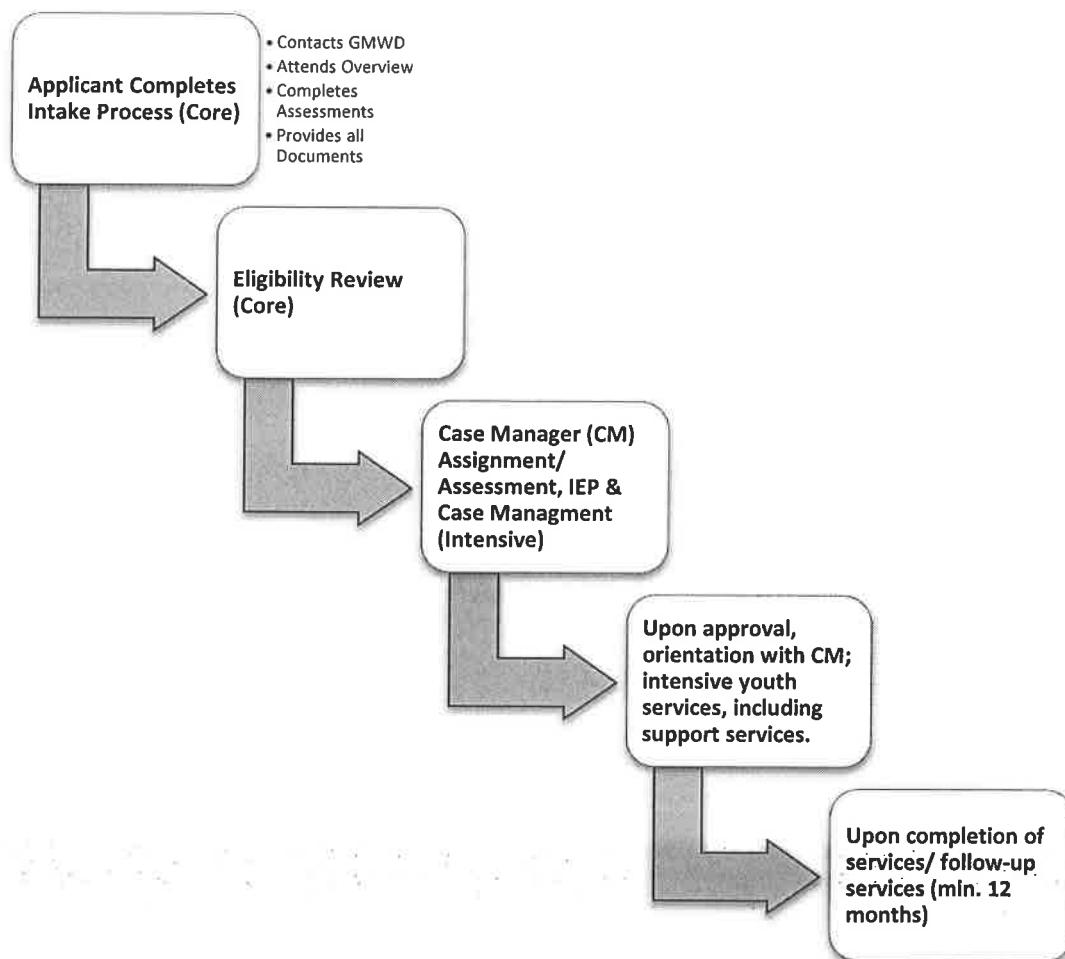 Applicant Completes
Intake Process (Core)
• Contacts GMWD
• Attends Overview
• Completes
Assessments
• Provides all
Documents
Eligibility Review
(Core)
Case Manager (CM)
Assignment/
Assessment, IEP &
Case Managment
(Intensive)
Upon approval,
orientation with CM;
intensive youth
services, including
support services.
Upon completion of
services/ follow-up
services (min. 12
months)